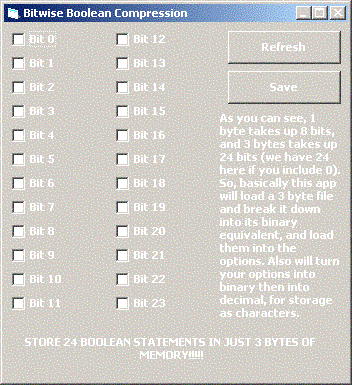 Bitwise Boolean Compression
Bit 0
Bit 1
Bit 2
Bit 3
Bit 4
Bit 5
Bit 6
Bit 7
Bit 8
Bit 9
Bit 10
Bit 11
Bit 12
Bit 13
Bit 14
Bit 15
Bit 16
Bit 17
Bit 18
Bit 19
Bit 20
Bit 21
Bit 22
Bit 23
Refresh
Save
As you can see, 1
byte takes up 8 bits,
and 3 bytes takes up
24 bits (we have 24
here if you include 0).
So, basically this app
will load a 3 byte file
and break it down
into its binary
equivalent, and load
them into the
options. Also will turn
your options into
binary then into
decimal, for storage
as characters.
STORE 24 BOOLEAN STATEMENTS IN JUST 3 BYTES OF
MEMORY!!!!!